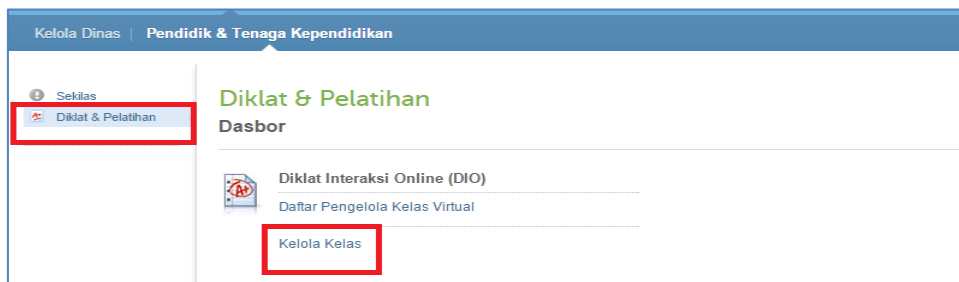 Kelola Dinas | Pendidik & Tenaga Kependidikan
Sekilas
Diklat & Pelatihan
Diklat & Pelatihan
Dasbor
A+
Diklat Interaksi Online (DIO)
Daftar Pengelola Kelas Virtual
Kelola Kelas